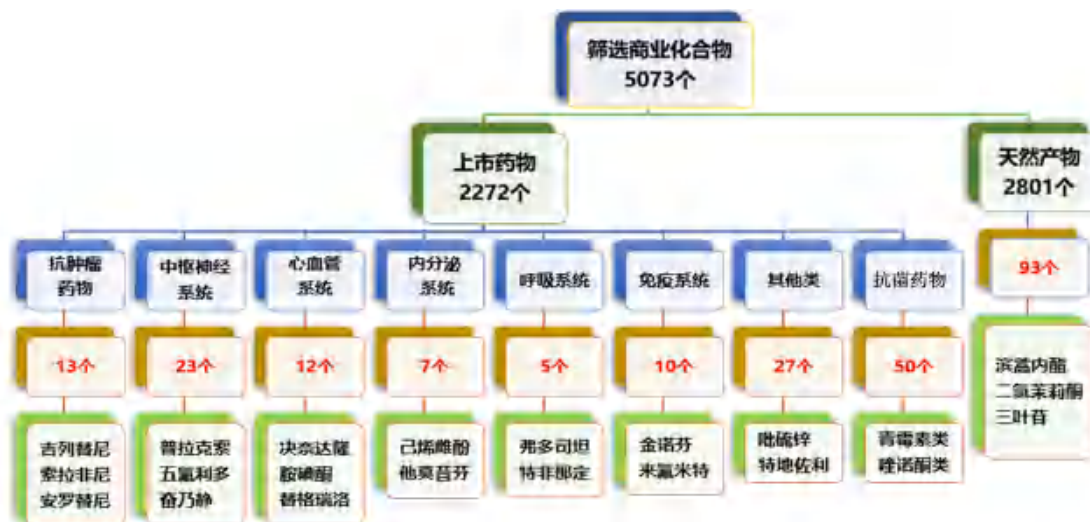 筛选商业化合物
5073个
上市药物
2272个
天然产物
2801个
抗肿瘤
药物
中枢神经
系统
心血管
系统
内分泌
系统
呼吸系统
免疫系统
其他类
抗菌药物
93个
13个
23个
12个
7个
5个
10个
27个
50个
吉列替尼
索拉非尼
安罗替尼
普拉克索
五氟利多
奋乃静
决奈达隆
胺碘酮
替格瑞洛
己烯雌酚
他莫昔芬
弗多司坦
特非那定
金诺芬
来氟米特
吡硫锌
特地佐利
青霉素类
喹诺酮类
滨蒿内酯
二氢茉莉酮
三叶苷